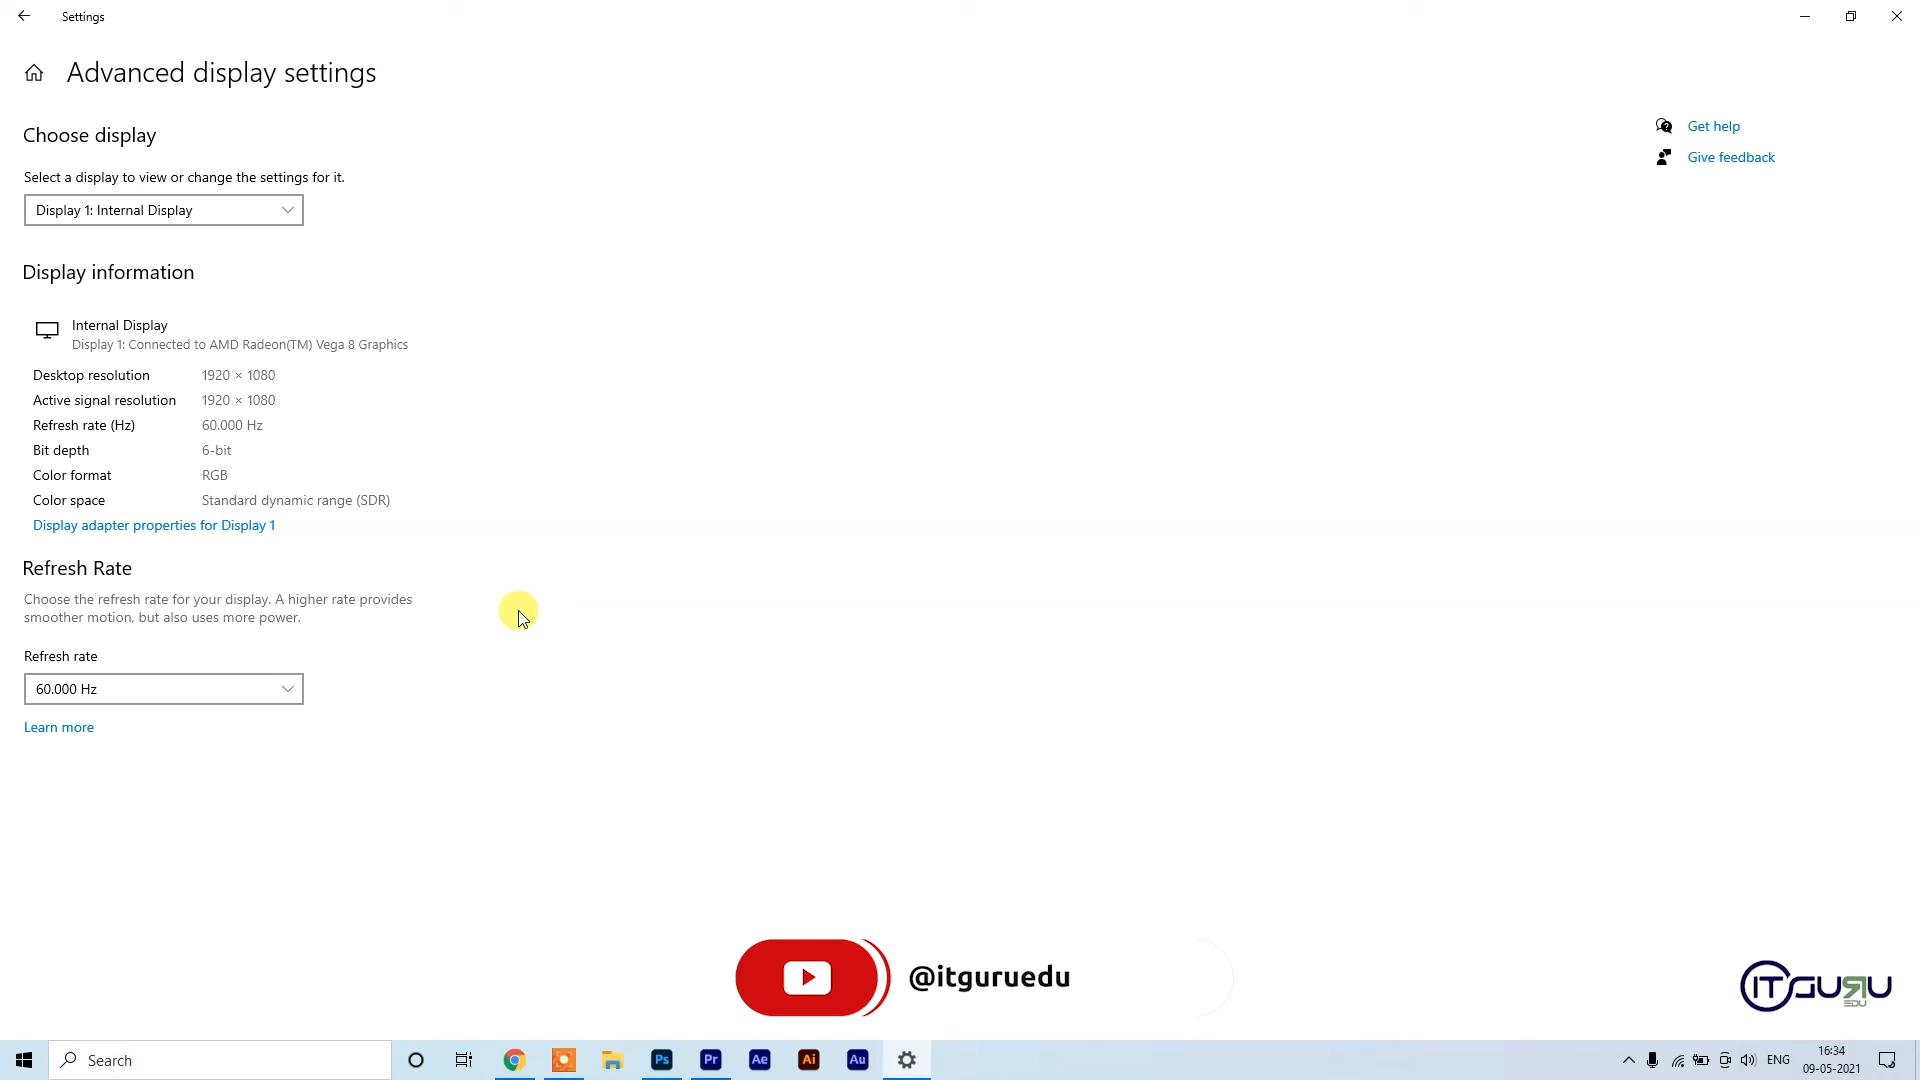 Settings
Advanced display settings
Choose display
Select a display to view or change the settings for it.
Display 1: Internal Display
Get help
Give feedback
Display information
Internal Display
Display 1: Connected to AMD Radeon(TM) Vega 8 Graphics
Desktop resolution 1920 × 1080
Active signal resolution 1920 × 1080
Refresh rate (Hz) 60.000 Hz
Bit depth 6-bit
Color format RGB
Color space Standard dynamic range (SDR)
Display adapter properties for Display 1
Refresh Rate
Choose the refresh rate for your display. A higher rate provides
smoother motion, but also uses more power.
Refresh rate
60.000 Hz
Learn more
@itguruedu
ITGURU
EDU
Search
Ps
Pr
Ae
Ai
Au
ENG
16:34
09-05-2021